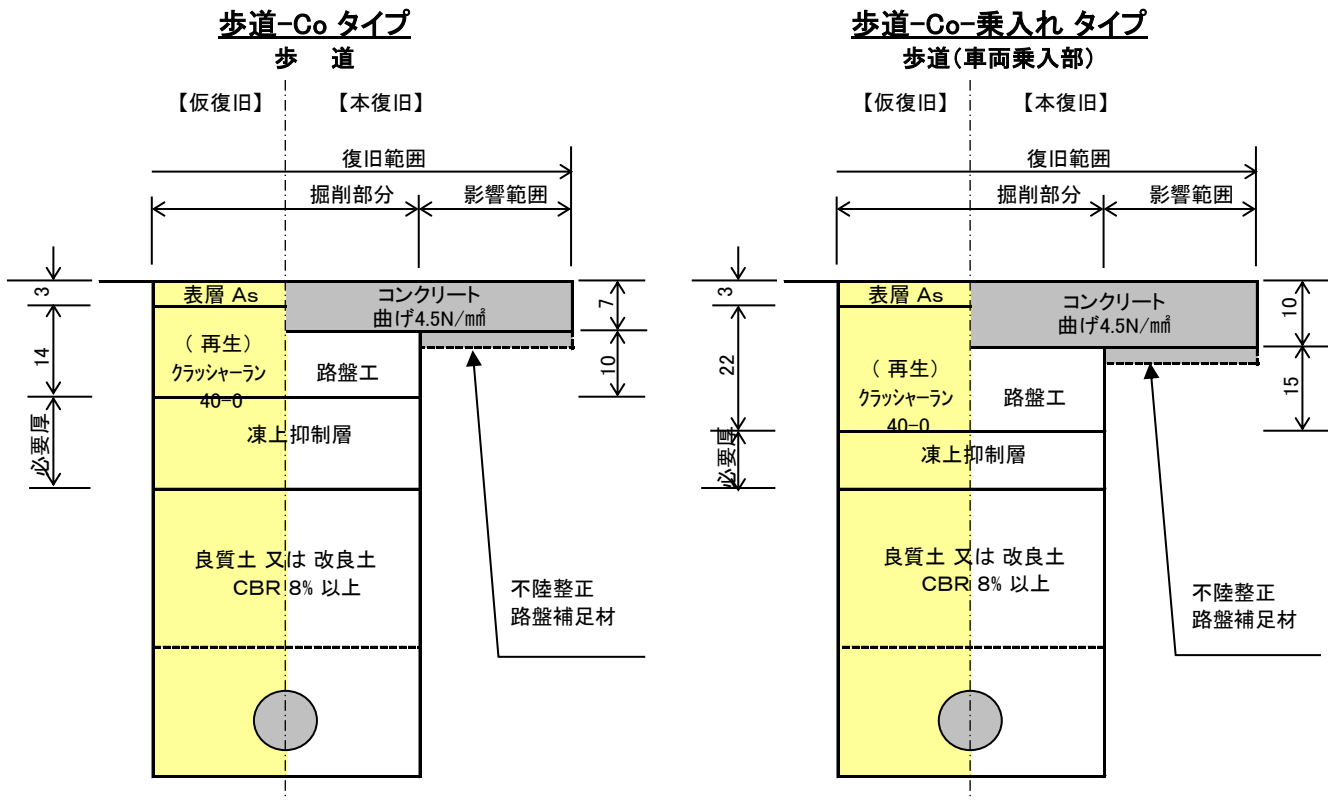 歩道-Co タイプ
歩 道
【仮復旧】 【本復旧】
復旧範囲
掘削部分 影響範囲
3
表層 As
コンクリート
曲げ4.5N/㎟
7
14
(再生)
クラッシャーラン
40-0
路盤工
10
必要厚
凍上抑制層
良質土 又は 改良土
CBR 8% 以上
不陸整正
路盤補足材
歩道-Co-乗入れ タイプ
歩道(車両乗入部)
【仮復旧】 【本復旧】
復旧範囲
掘削部分 影響範囲
3
表層 As
コンクリート
曲げ4.5N/㎟
10
22
(再生)
クラッシャーラン
40-0
路盤工
15
必要厚
凍上抑制層
良質土 又は 改良土
CBR 8% 以上
不陸整正
路盤補足材